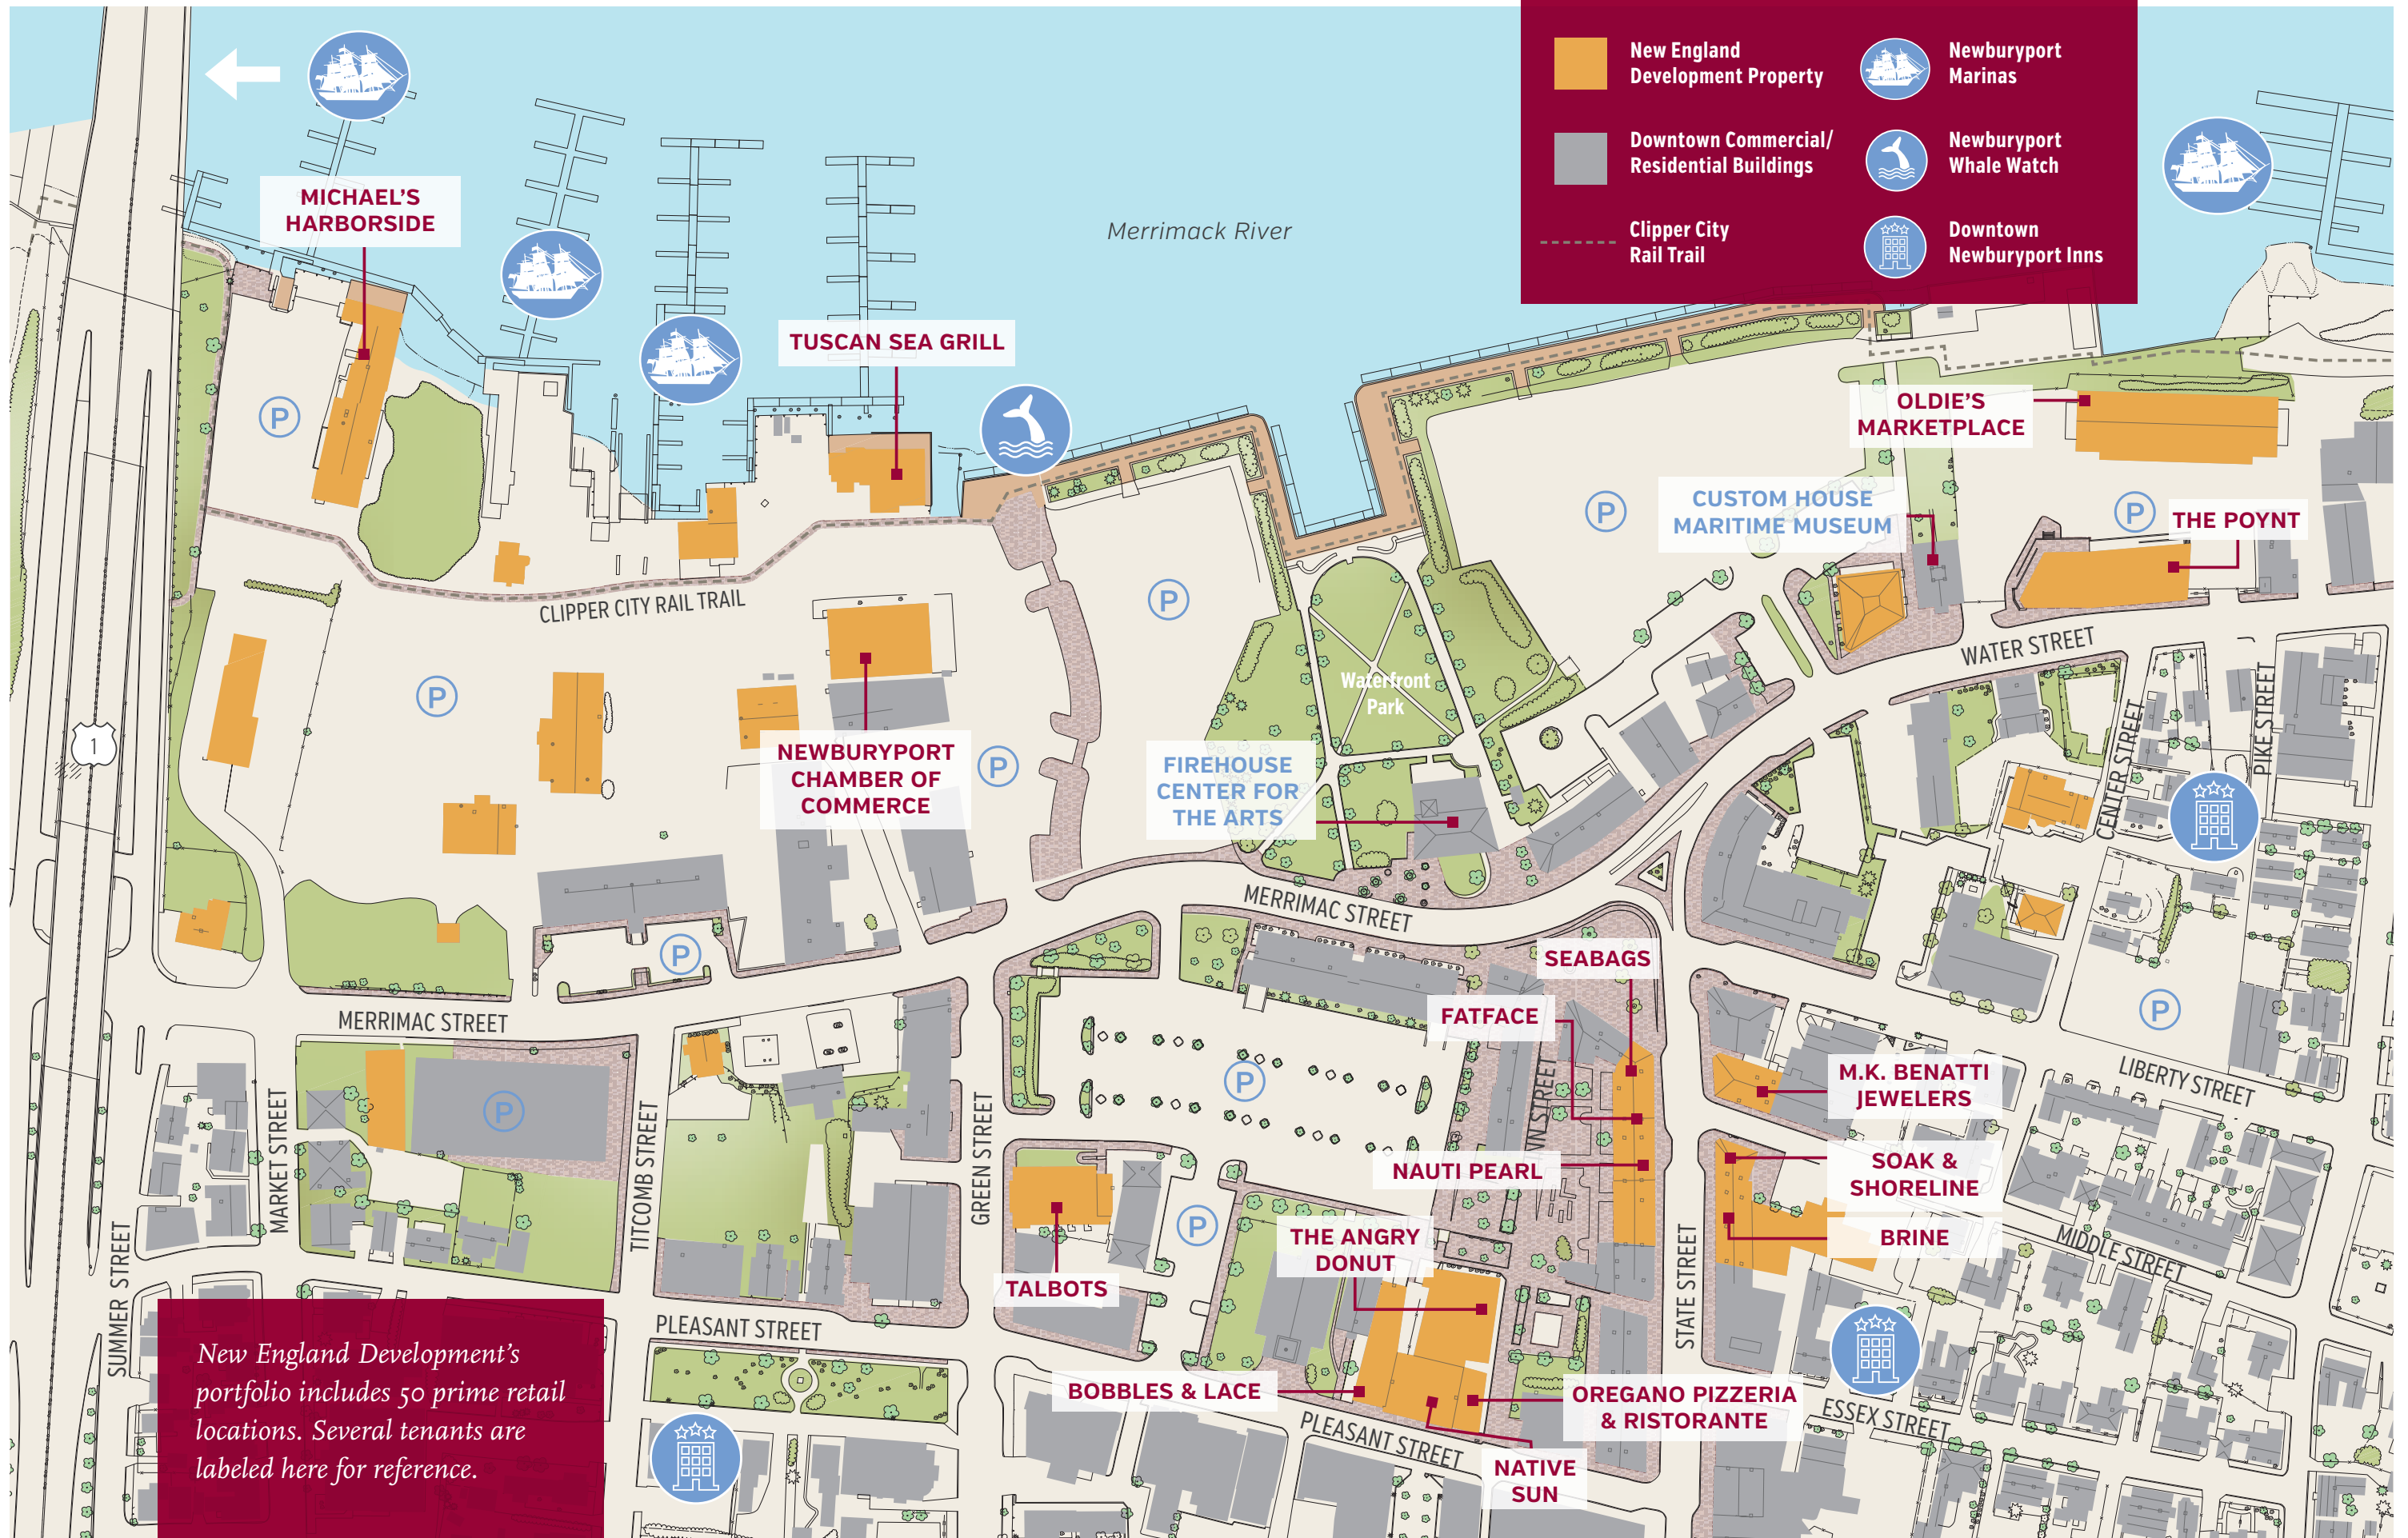 New England
Development Property
Newburyport
Marinas
Downtown Commercial/
Residential Buildings
Newburyport
Whale Watch
Clipper City
Rail Trail
Downtown
Newburyport Inns
MICHAEL'S
HARBORSIDE
Merrimack River
TUSCAN SEA GRILL
P
OLDIE'S
MARKETPLACE
CUSTOM HOUSE
MARITIME MUSEUM
P
P
THE POYNT
CLIPPER CITY RAIL TRAIL
P
WATER STREET
Waterfront
Park
P
1
NEWBURYPORT
CHAMBER OF
COMMERCE
P
FIREHOUSE
CENTER FOR
THE ARTS
CENTER STREET
PIKE STREET
MERRIMAC STREET
P
SEABAGS
FATFACE
P
MERRIMAC STREET
P
P
NN STREET
M.K. BENATTI
JEWELERS
LIBERTY STREET
MARKET STREET
TITCOMB STREET
GREEN STREET
NAUTI PEARL
SOAK &
SHORELINE
P
THE ANGRY
DONUT
BRINE
MIDDLE STREET
TALBOTS
STATE STREET
SUMMER STREET
PLEASANT STREET
New England Development's
portfolio includes 50 prime retail
locations. Several tenants are
labeled here for reference.
BOBBLES & LACE
OREGANO PIZZERIA
& RISTORANTE
ESSEX STREET
PLEASANT STREET
NATIVE
SUN